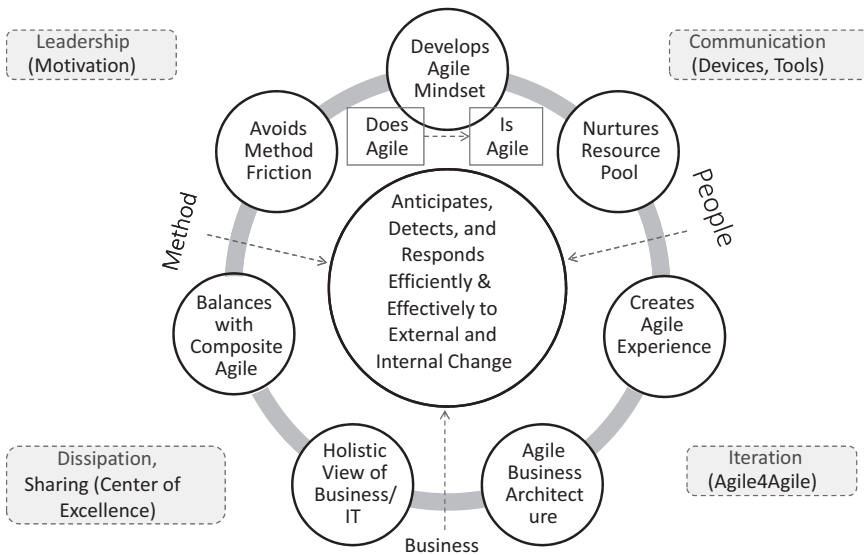 Leadership
(Motivation)
Develops
Agile
Mindset
Communication
(Devices, Tools)
Avoids
Method
Friction
Does
Agile
Is
Agile
Nurtures
Resource
Pool
Method
People
Anticipates,
Detects, and
Responds
Efficiently &
Effectively to
External and
Internal Change
Balances
with
Composite
Agile
Creates
Agile
Experience
Dissipation,
Sharing (Center of
Excellence)
Holistic
View of
Business/
IT
Agile
Business
Architect
ure
Iteration
(Agile4Agile)
Business